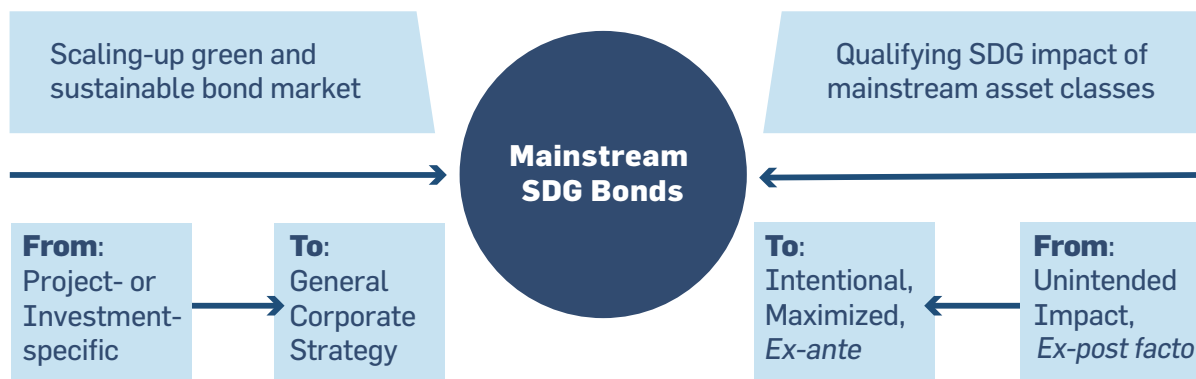 Scaling-up green and
sustainable bond market
Mainstream
SDG Bonds
Qualifying SDG impact of
mainstream asset classes
From:
Project- or
Investment-
specific
To:
General
Corporate
Strategy
To:
Intentional,
Maximized,
Ex-ante
From:
Unintended
Impact,
Ex-post facto